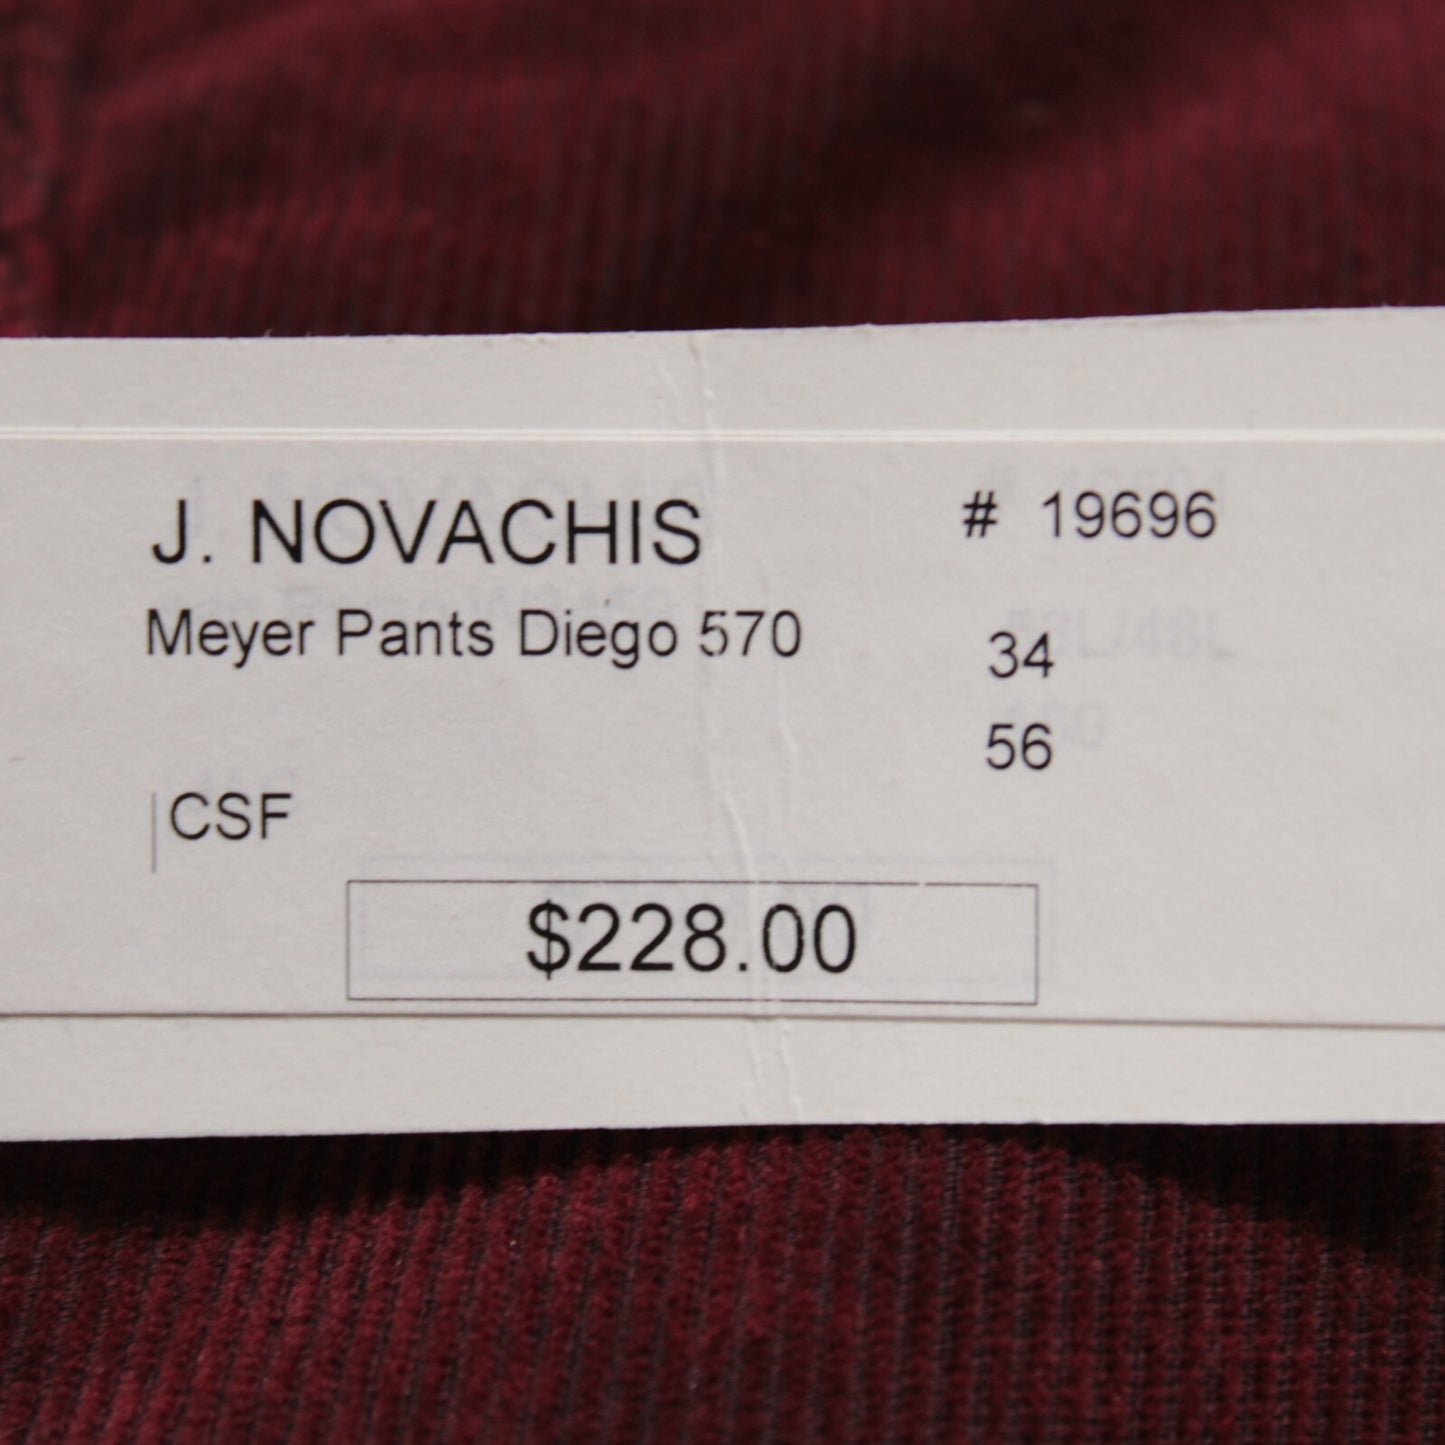 J. NOVACHIS # 19696
Meyer Pants Diego 570 34
56
CSF
$228.00